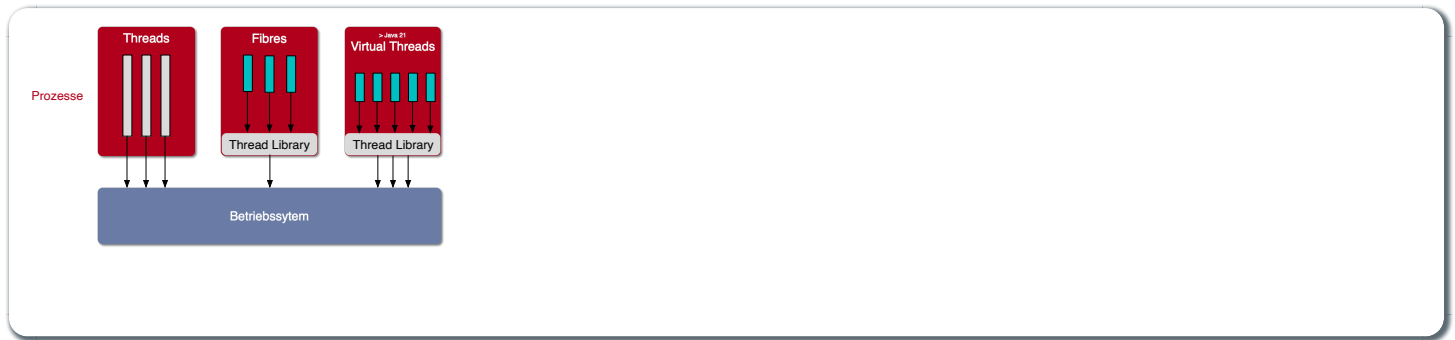 Threads
Fibres
> Java 21
Virtual Threads
Prozesse
Thread Library
Thread Library
Betriebssytem